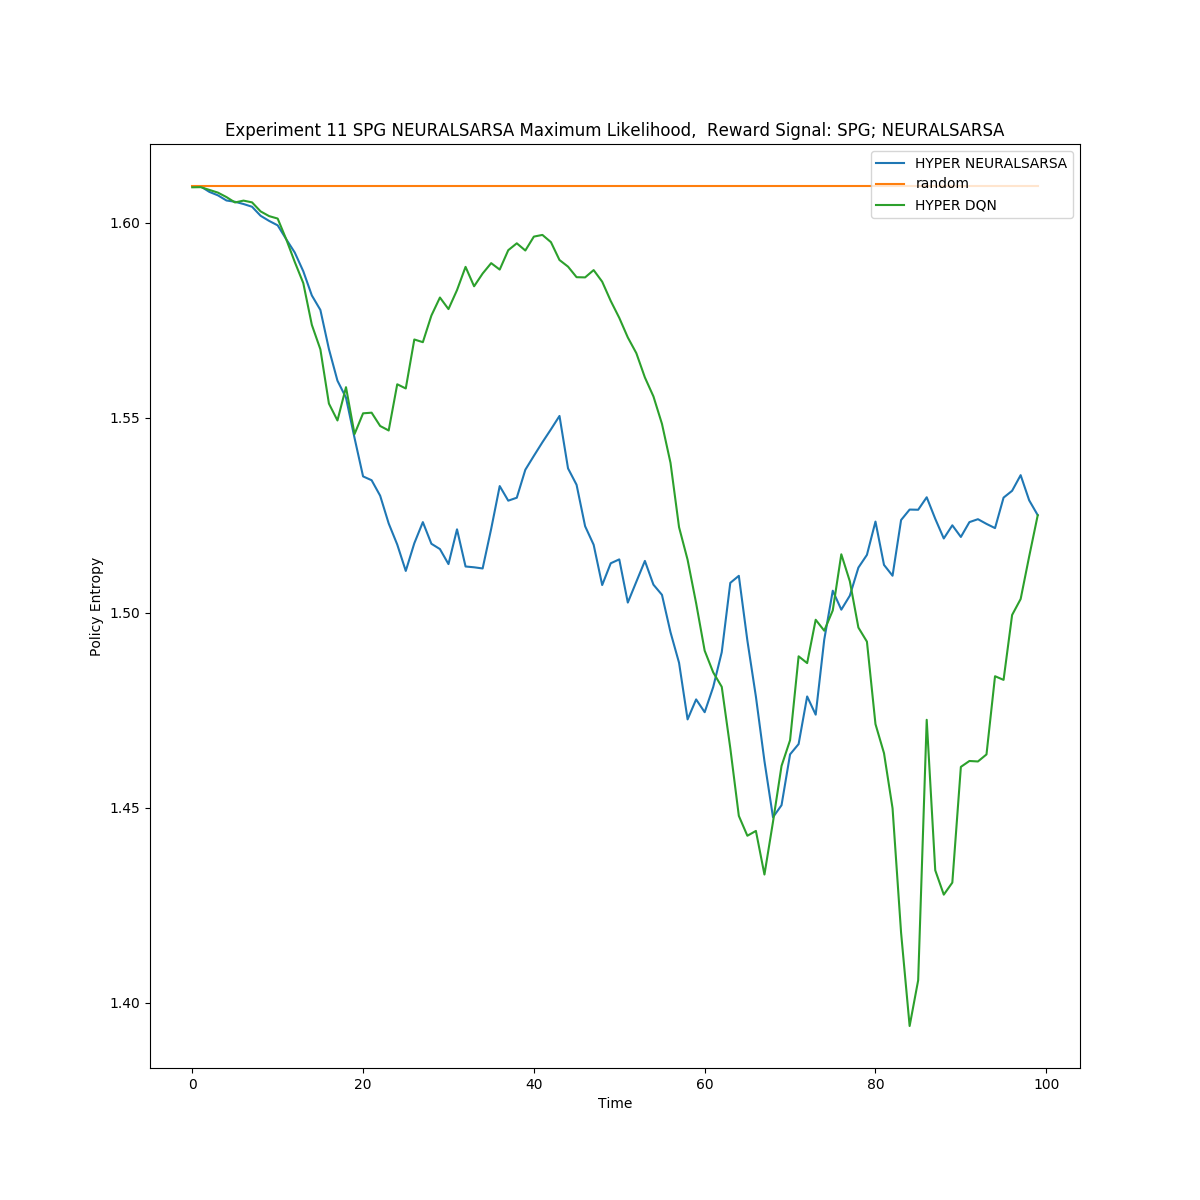 Experiment 11 SPG NEURALSARSA Maximum Likelihood,  Reward Signal: SPG; NEURALSARSA
HYPER NEURALSARSA
random
HYPER DQN
1.60
1.55
1.50
1.45
1.40
Policy Entropy
0 20 40 60 80 100
Time